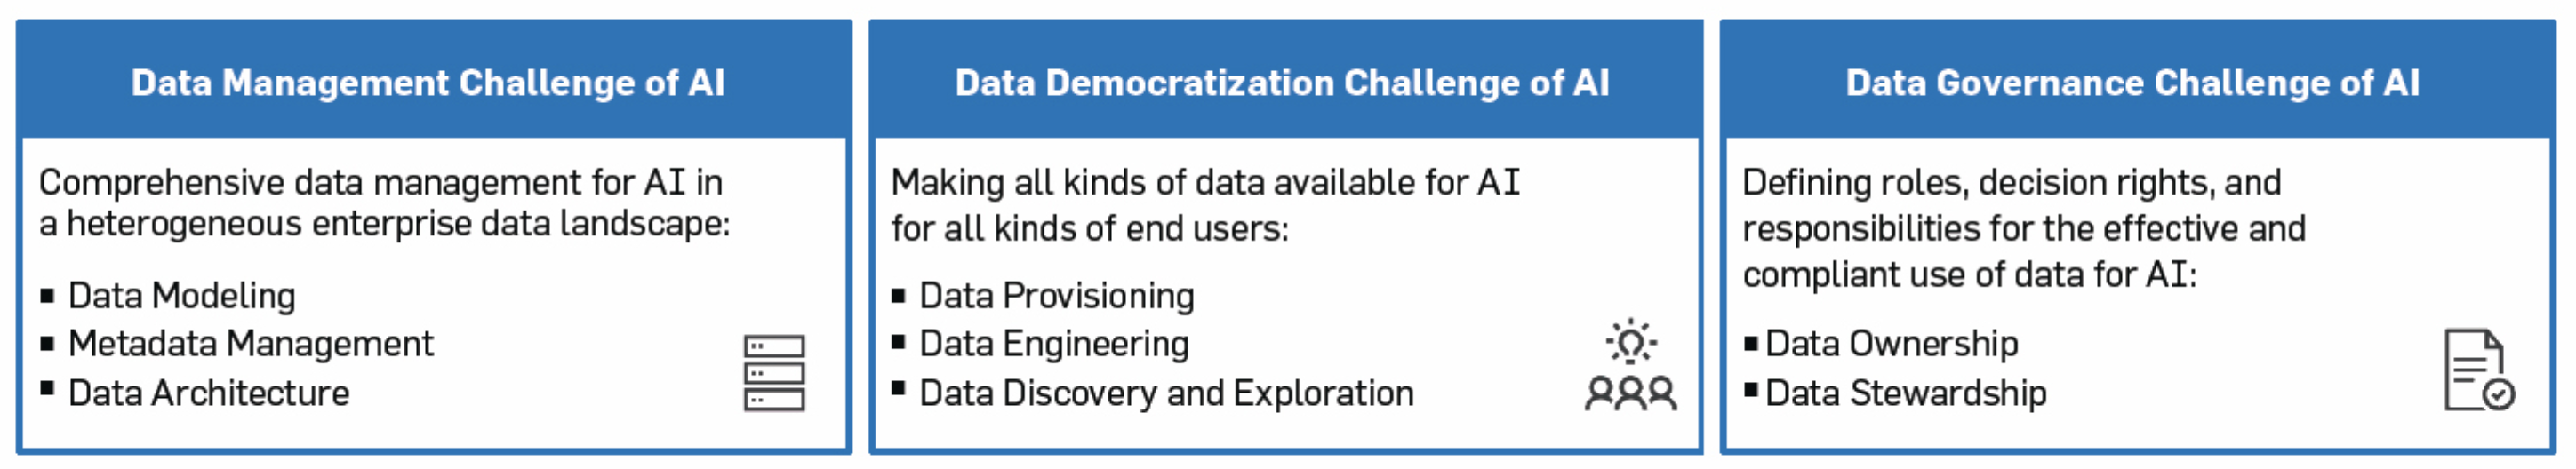 Data Management Challenge of AI
Comprehensive data management for AI in
a heterogeneous enterprise data landscape:
▪ Data Modeling
▪ Metadata Management
▪ Data Architecture
Data Democratization Challenge of AI
Making all kinds of data available for AI
for all kinds of end users:
▪ Data Provisioning
▪ Data Engineering
▪ Data Discovery and Exploration
Data Governance Challenge of AI
Defining roles, decision rights, and
responsibilities for the effective and
compliant use of data for AI:
▪ Data Ownership
▪ Data Stewardship